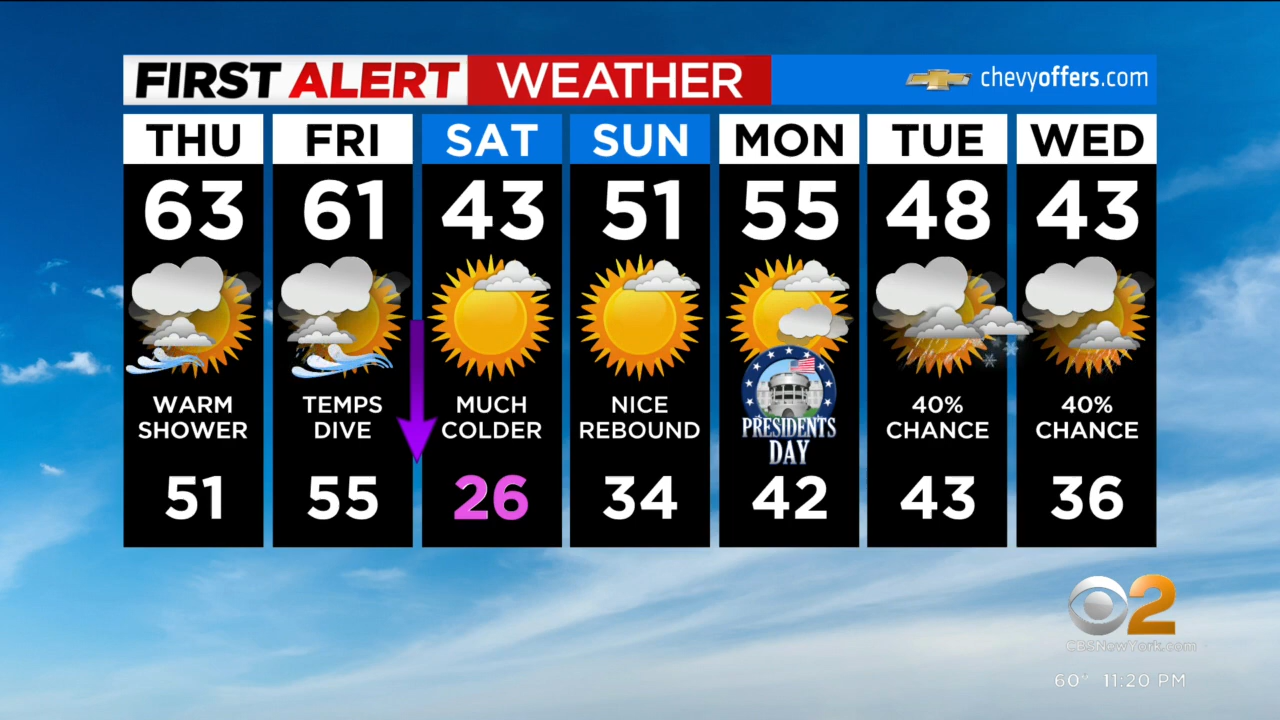 FIRST ALERT WEATHER
chevyoffers.com
THU FRI SAT SUN MON TUE WED
63 61 43 51 55 48 43
WARM
SHOWER
TEMPS
DIVE
MUCH
COLDER
NICE
REBOUND
PRESIDENTS
DAY
40%
CHANCE
40%
CHANCE
51 55 26 34 42 43 36
2
CBSNewYork.com
60° 11:20 PM